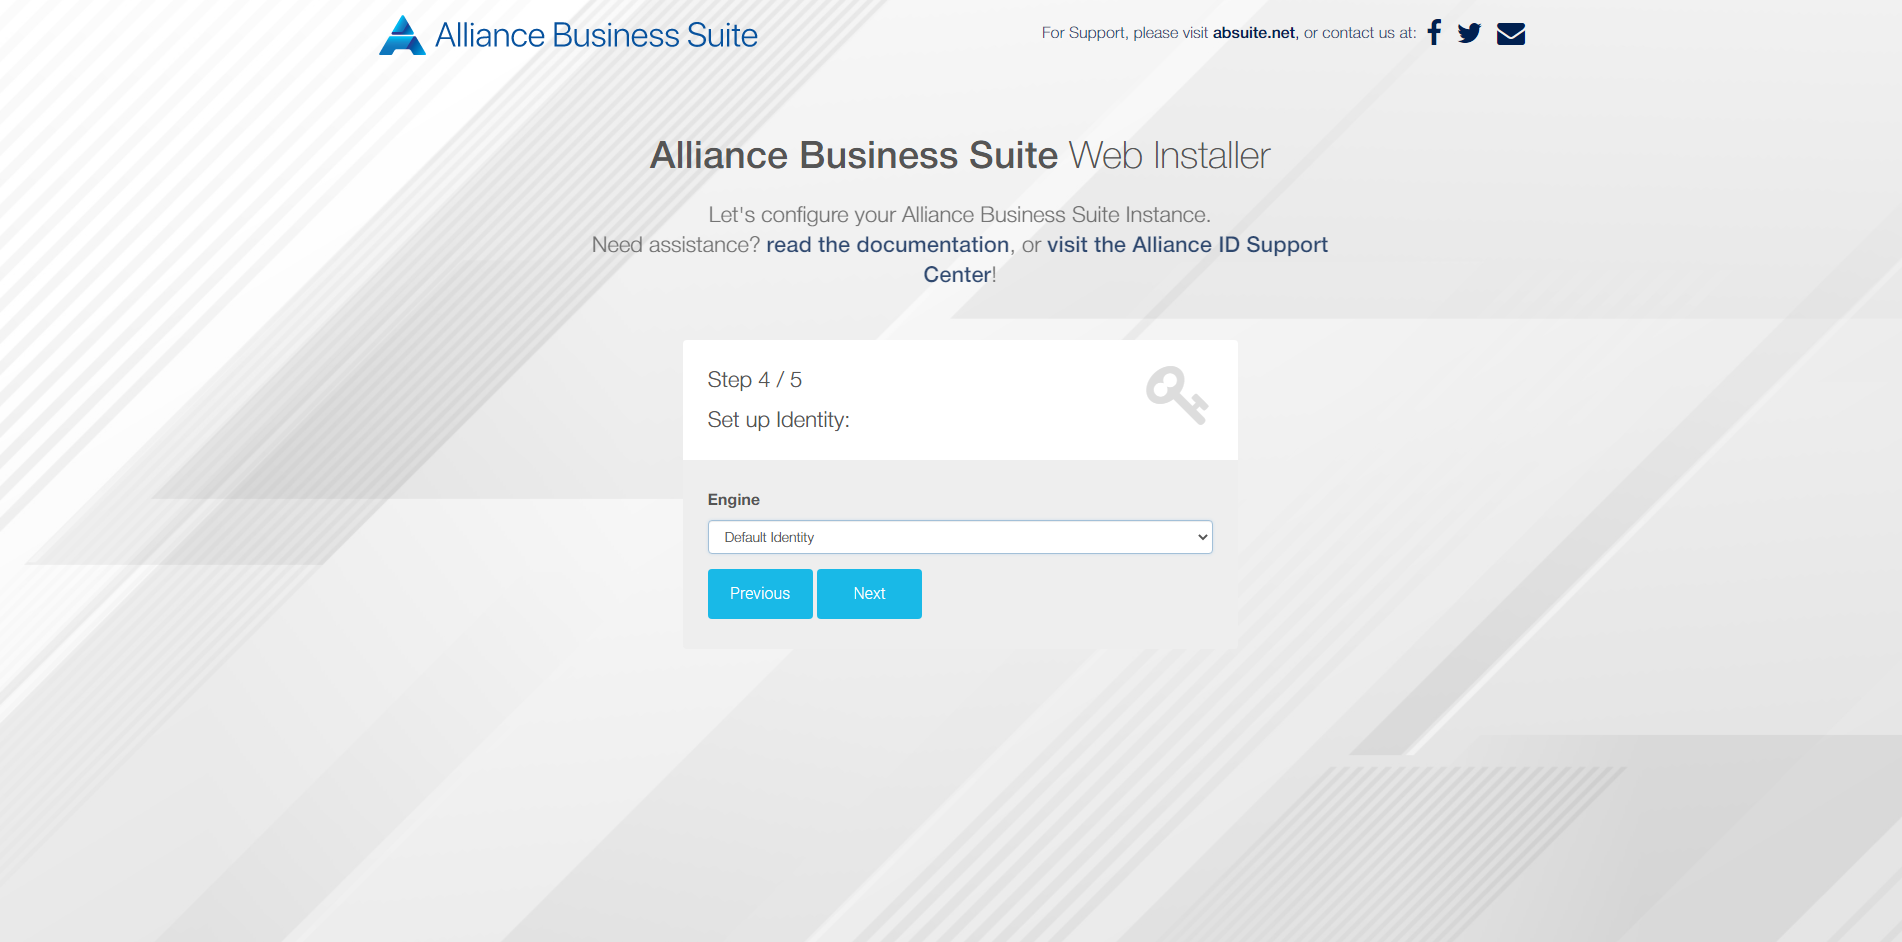 Alliance Business Suite
For Support, please visit absuite.net, or contact us at:
Alliance Business Suite Web Installer
Let's configure your Alliance Business Suite Instance.
Need assistance? read the documentation, or visit the Alliance ID Support
Center!
Step 4 / 5
Set up Identity:
Engine
Default Identity
Previous Next